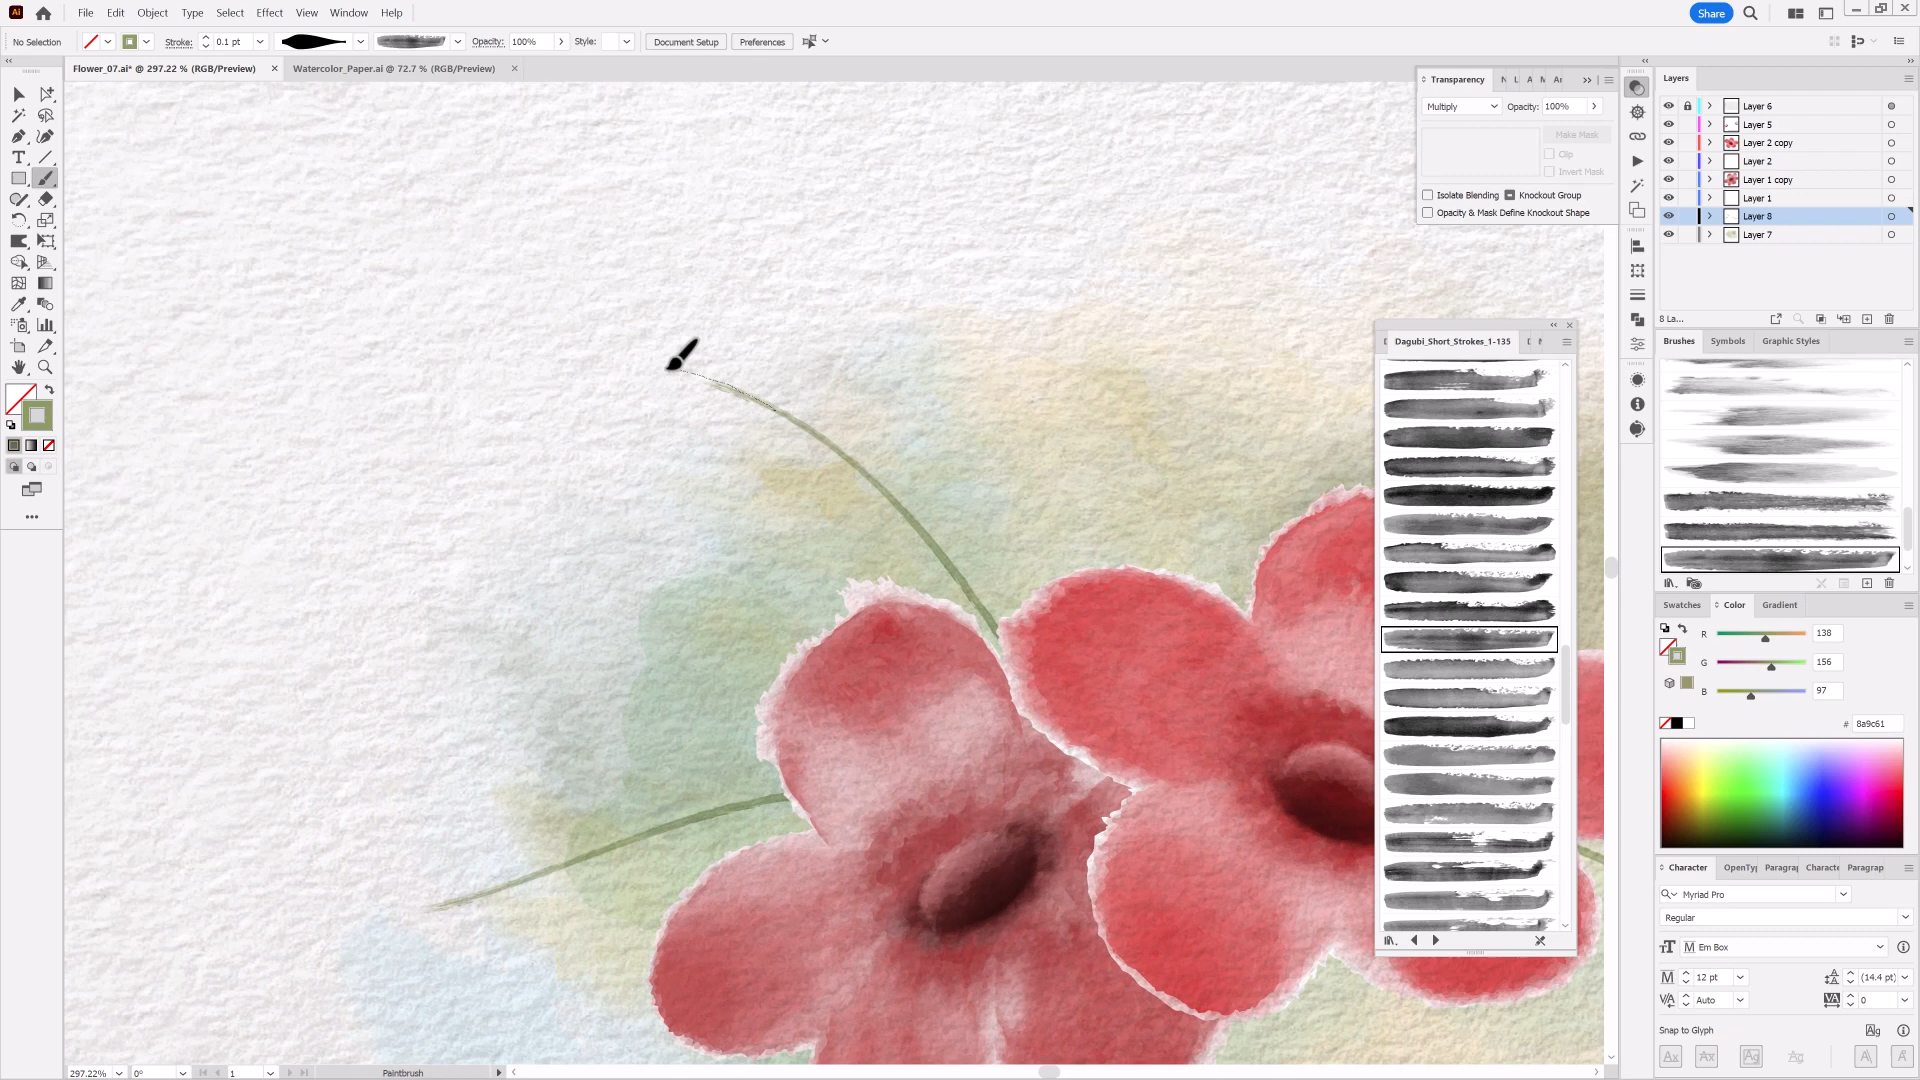 Ai File Edit Object Type Select Effect View Window Help Share
No Selection Stroke: 0.1 pt Opacity: 100% Style: Document Setup Preferences
Flower_07.ai* @ 297.22 % (RGB/Preview) Watercolor_Paper.ai @ 72.7 % (RGB/Preview)
Transparency
Multiply Opacity: 100%
Make Mask
Clip
Invert Mask
Isolate Blending Knockout Group
Opacity & Mask Define Knockout Shape
Layers
Layer 6
Layer 5
Layer 2 copy
Layer 2
Layer 1 copy
Layer 1
Layer 8
Layer 7
8 La...
Dagubi_Short_Strokes_1-135
Brushes Symbols Graphic Styles
Swatches Color Gradient
R 138
G 156
B 97
# 8a9c61
Character OpenTy Paragra Characte Paragrap
Myriad Pro
Regular
Em Box
12 pt (14.4 pt)
Auto 0
Snap to Glyph
297.22% 0° 1 Paintbrush